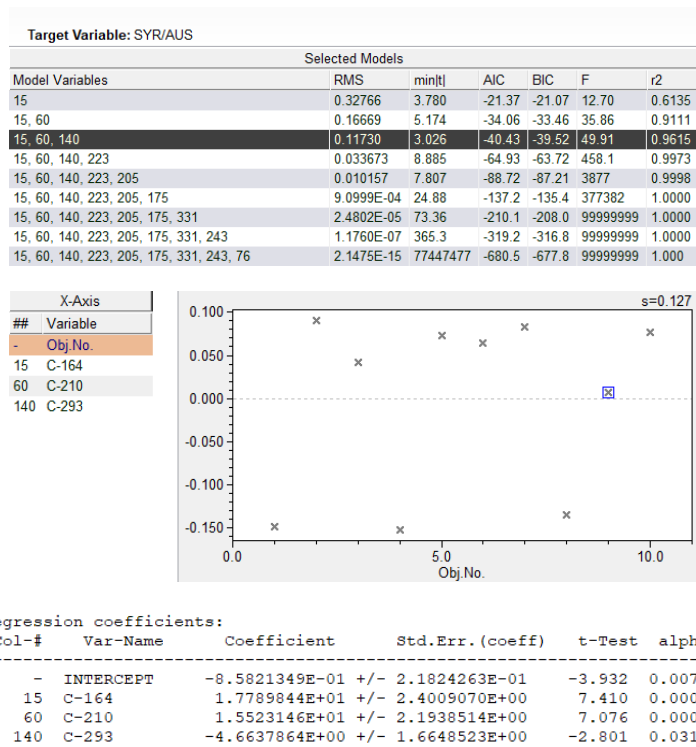 Target Variable: SYR/AUS
Selected Models
Model Variables RMS min|t| AIC BIC F r2
15 0.32766 3.780 -21.37 -21.07 12.70 0.6135
15, 60 0.16669 5.174 -34.06 -33.46 35.86 0.9111
15, 60, 140 0.11730 3.026 -40.43 -39.52 49.91 0.9615
15, 60, 140, 223 0.033673 8.885 -64.93 -63.72 458.1 0.9973
15, 60, 140, 223, 205 0.010157 7.807 -88.72 -87.21 3877 0.9998
15, 60, 140, 223, 205, 175 9.0999E-04 24.88 -137.2 -135.4 377382 1.0000
15, 60, 140, 223, 205, 175, 331 2.4802E-05 73.36 -210.1 -208.0 99999999 1.0000
15, 60, 140, 223, 205, 175, 331, 243 1.1760E-07 365.3 -319.2 -316.8 99999999 1.0000
15, 60, 140, 223, 205, 175, 331, 243, 76 2.1475E-15 77447477 -680.5 -677.8 99999999 1.000
X-Axis
## Variable
- Obj.No.
15 C-164
60 C-210
140 C-293
s=0.127
0.100
0.050
0.000
-0.050
-0.100
-0.150
0.0 5.0 10.0
Obj.No.
egression coefficients:
Col-# Var-Name Coefficient Std.Err.(coeff) t-Test alph
- INTERCEPT -8.5821349E-01 +/- 2.1824263E-01 -3.932 0.007
15 C-164 1.7789844E+01 +/- 2.4009070E+00 7.410 0.000
60 C-210 1.5523146E+01 +/- 2.1938514E+00 7.076 0.000
140 C-293 -4.6637864E+00 +/- 1.6648523E+00 -2.801 0.031